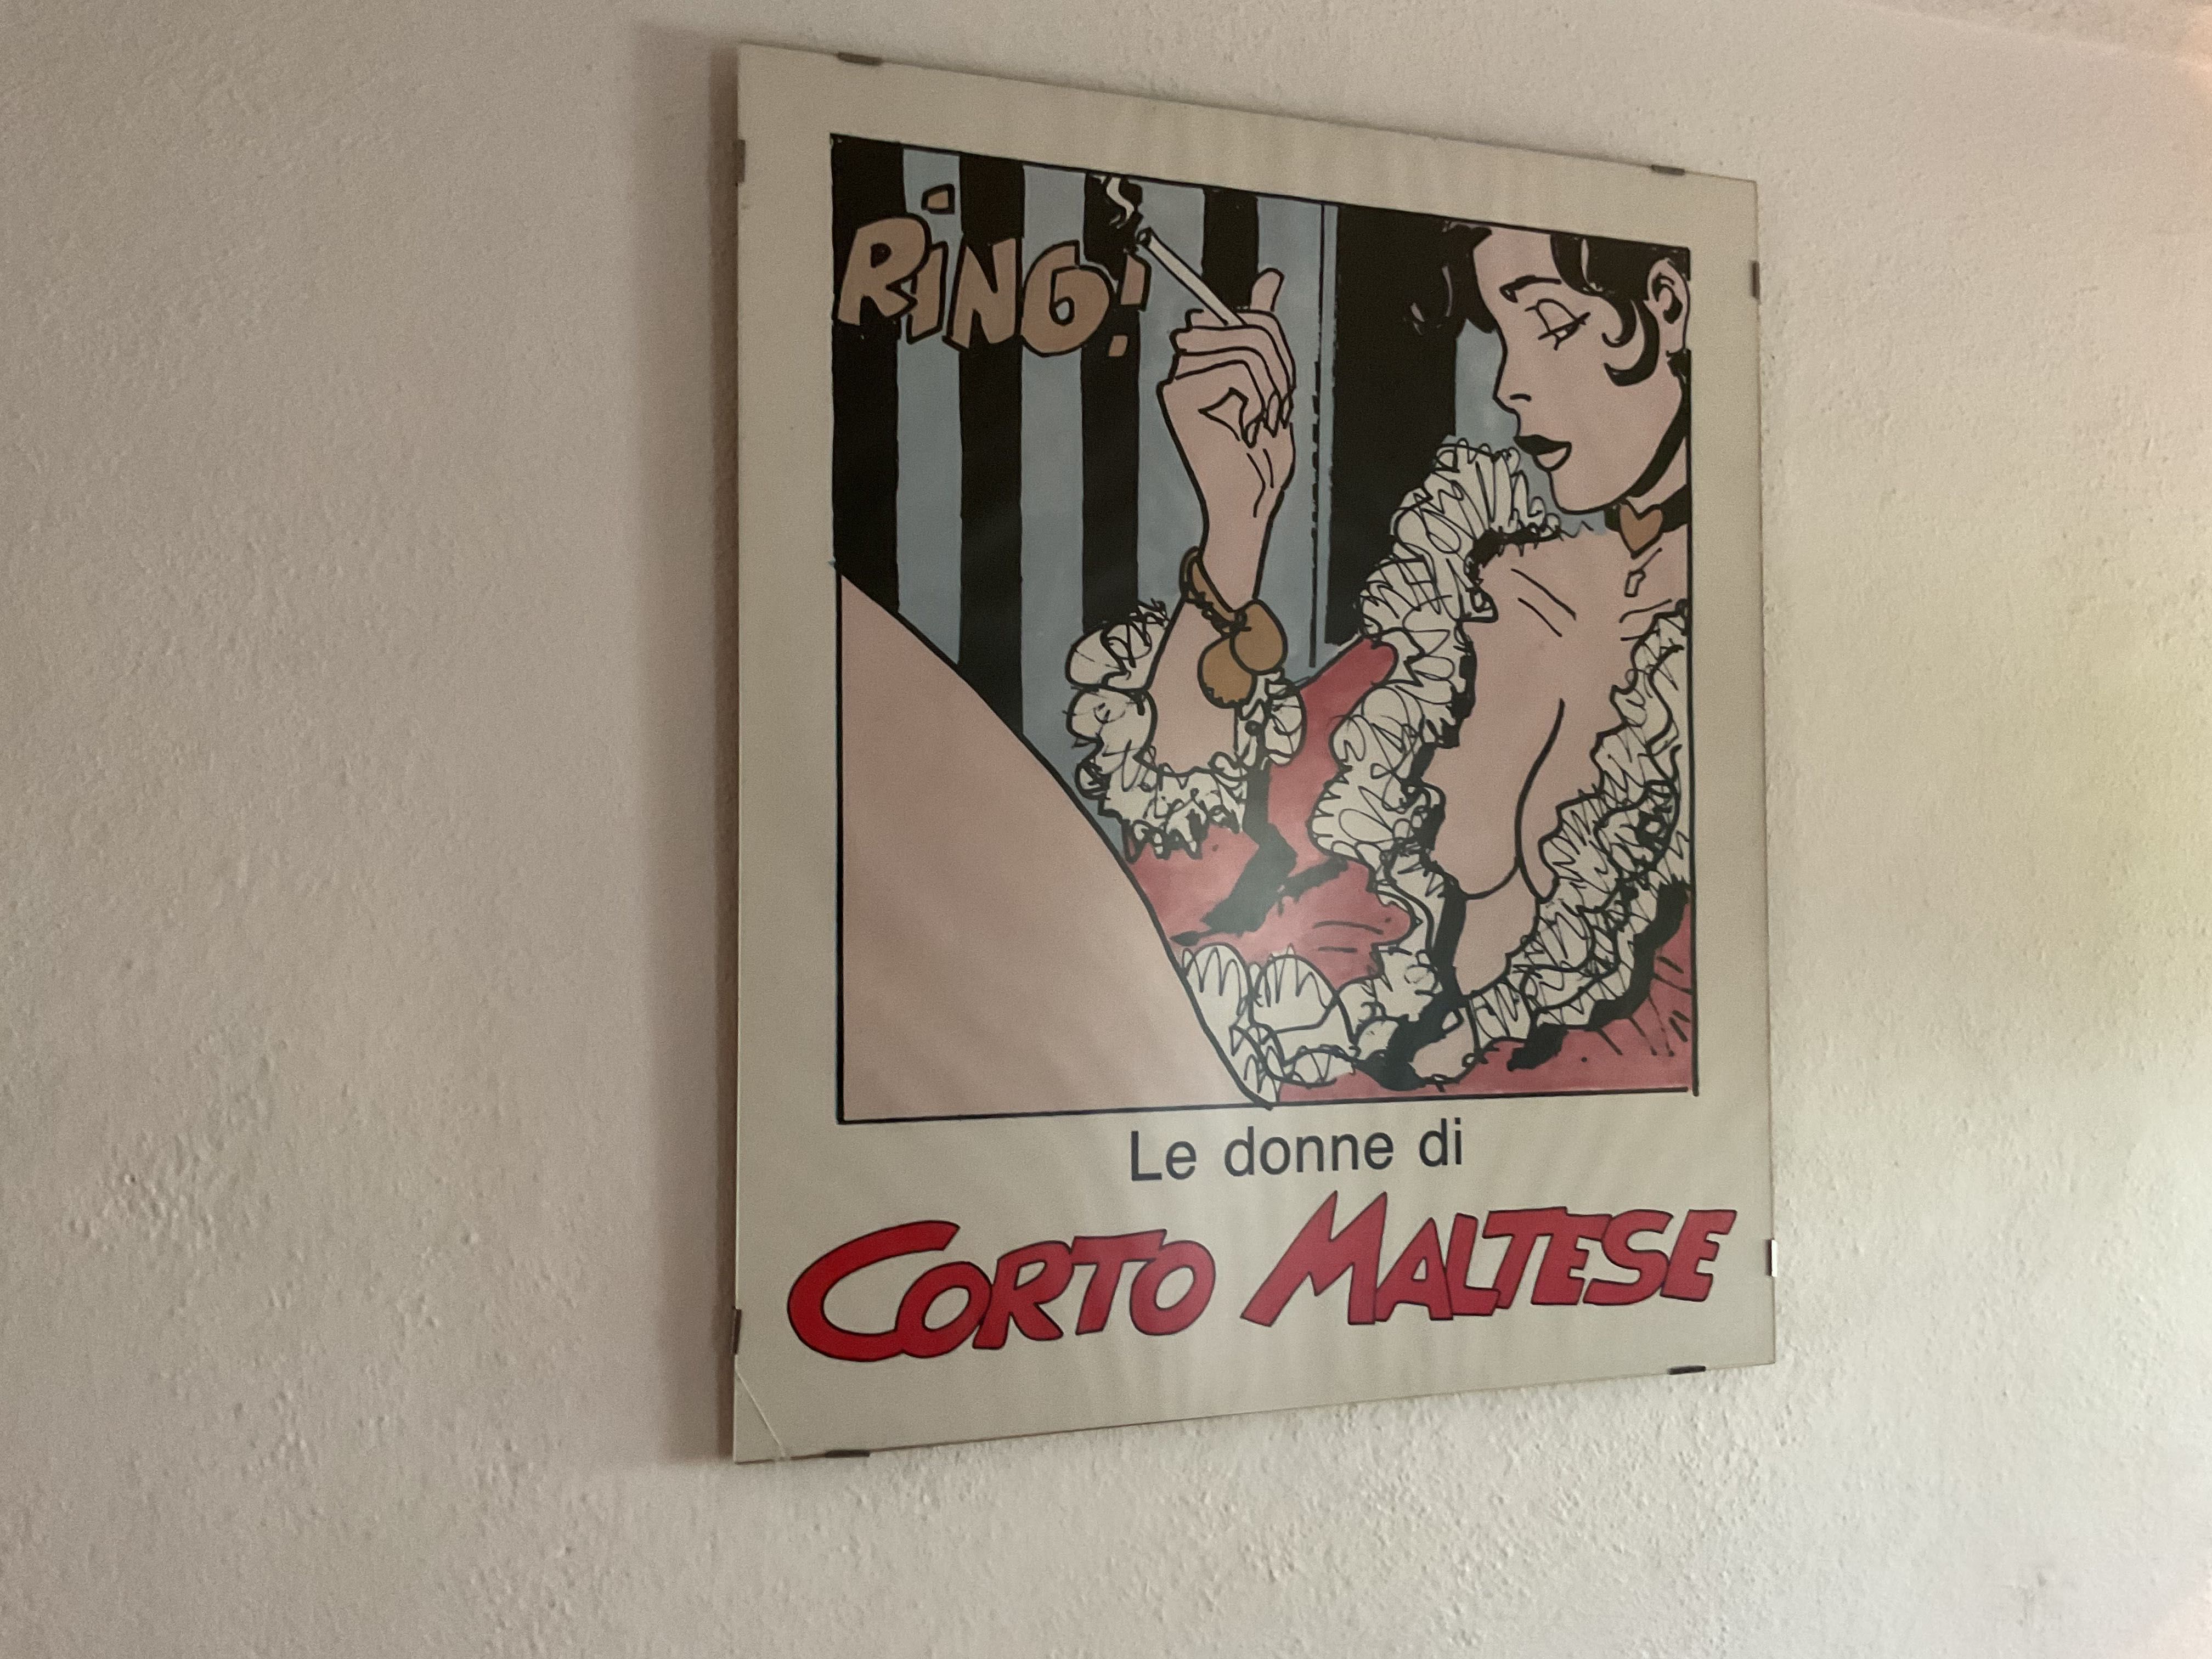 RiNG!
Le donne di
CORTO MALTESE